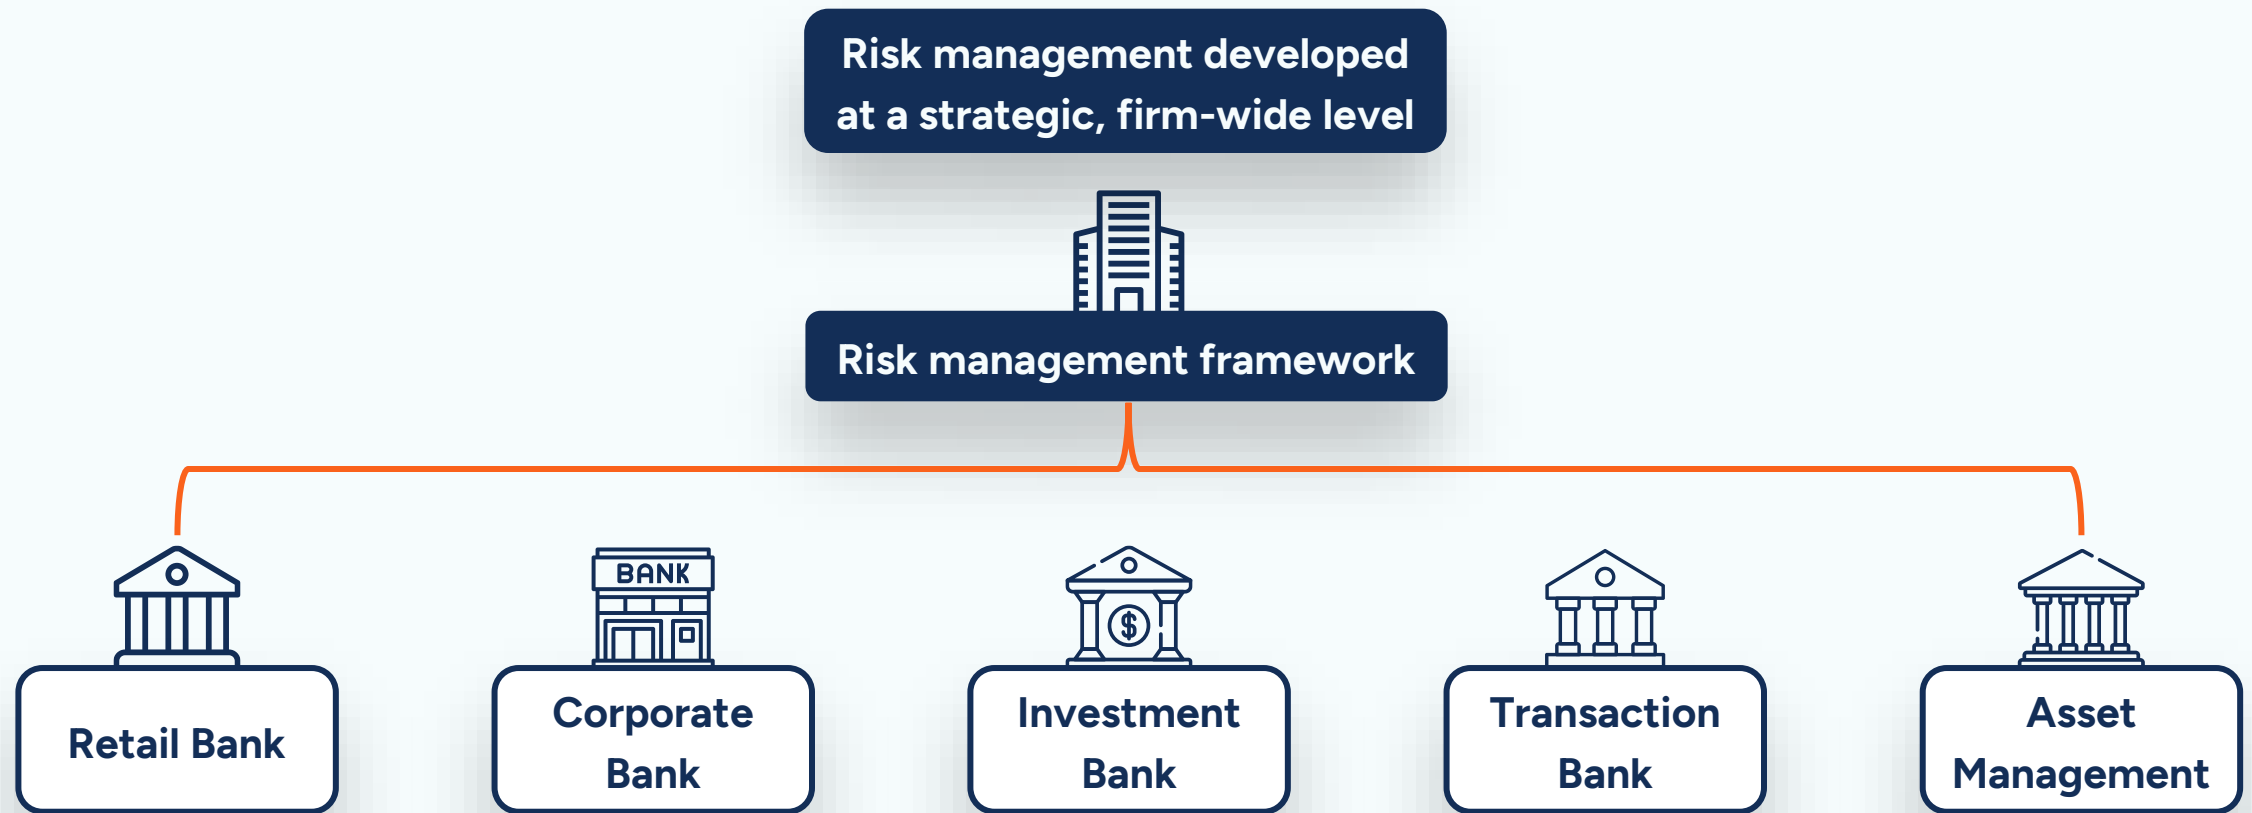 Risk management developed
at a strategic, firm-wide level
Risk management framework
BANK
$
Retail Bank
Corporate
Bank
Investment
Bank
Transaction
Bank
Asset
Management